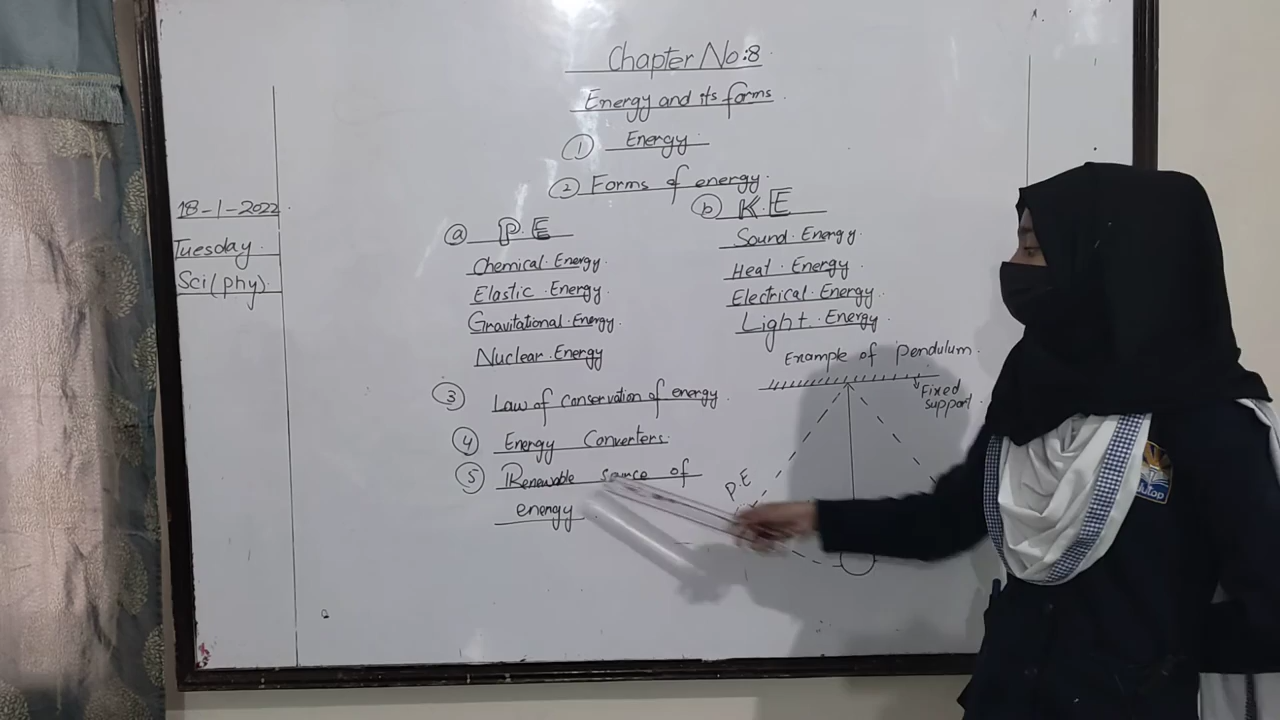 Chapter No:8
Energy and its forms
① Energy
② Forms of energy.
18-1-2022
Tuesday
Sci(phy)
ⓐ P.E
Chemical Energy
Elastic Energy
Gravitational Energy
Nuclear Energy
ⓑ K.E
Sound Energy
Heat Energy
Electrical Energy
Light Energy
③ Law of conservation of energy
④ Energy Converters
⑤ Renewable source of
energy
Example of pendulum
Fixed
support
P.E